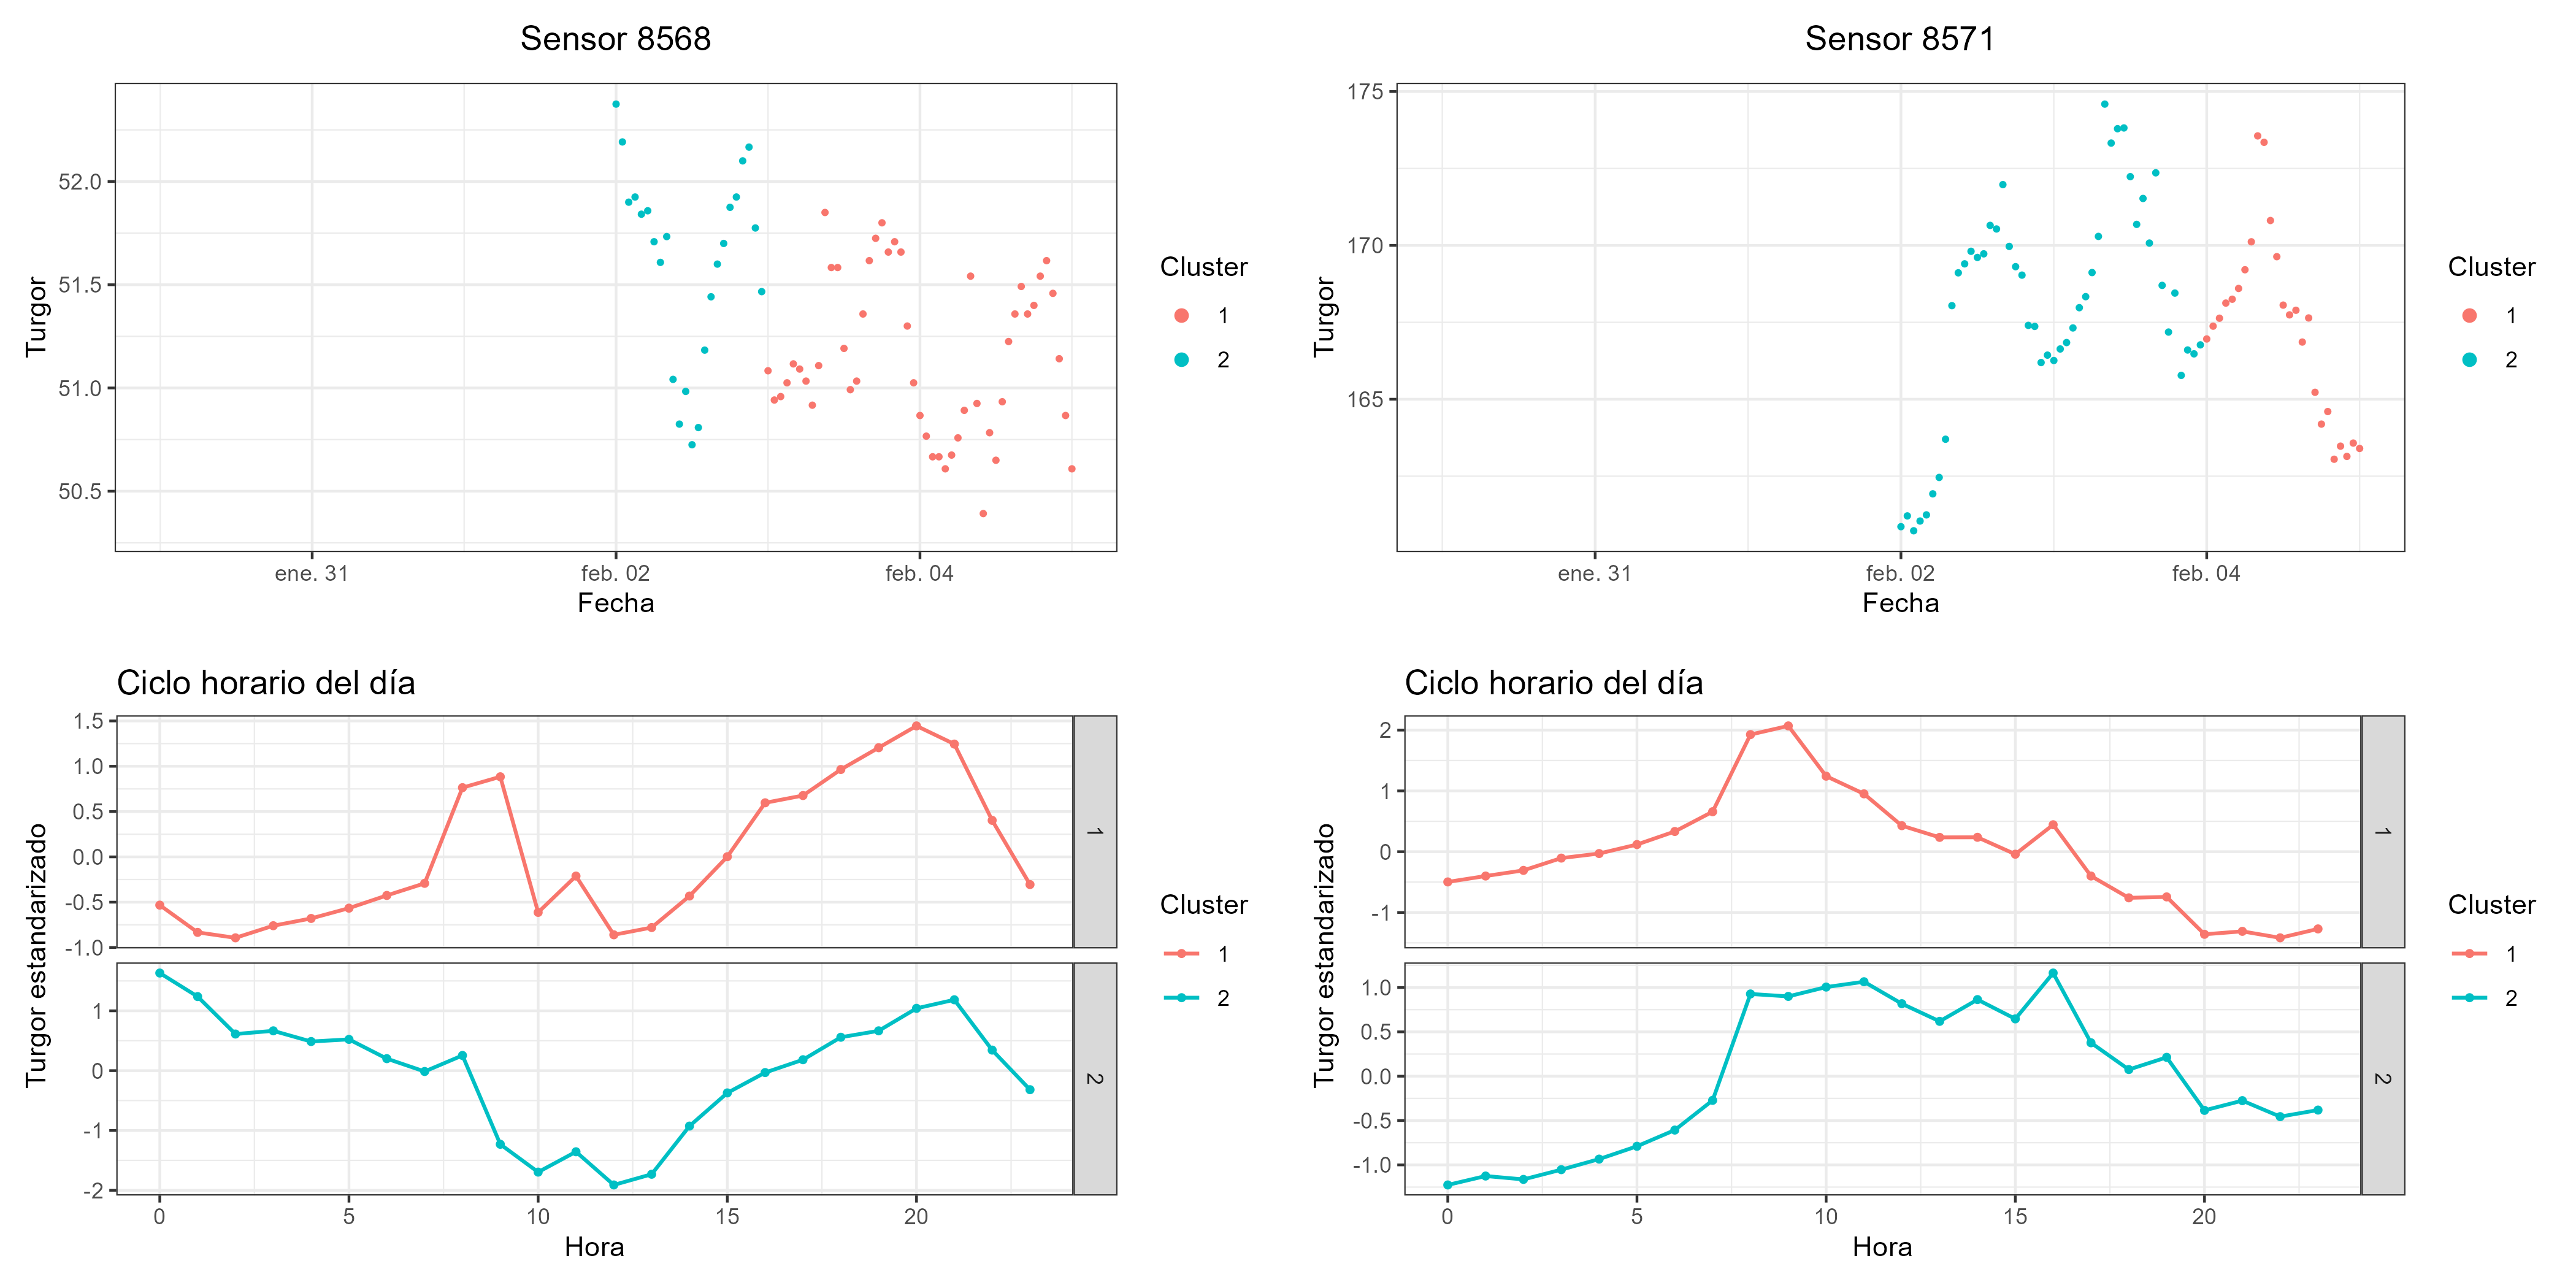 Sensor 8568
Turgor
52.0
51.5
51.0
50.5
ene. 31 feb. 02 feb. 04
Fecha
Cluster
1
2
Sensor 8571
Turgor
175
170
165
ene. 31 feb. 02 feb. 04
Fecha
Cluster
1
2
Ciclo horario del día
Turgor estandarizado
1.5
1.0
0.5
0.0
-0.5
-1.0
1
1
0
-1
-2
2
0 5 10 15 20
Hora
Cluster
1
2
Ciclo horario del día
Turgor estandarizado
2
1
0
-1
1
1.0
0.5
0.0
-0.5
-1.0
2
0 5 10 15 20
Hora
Cluster
1
2